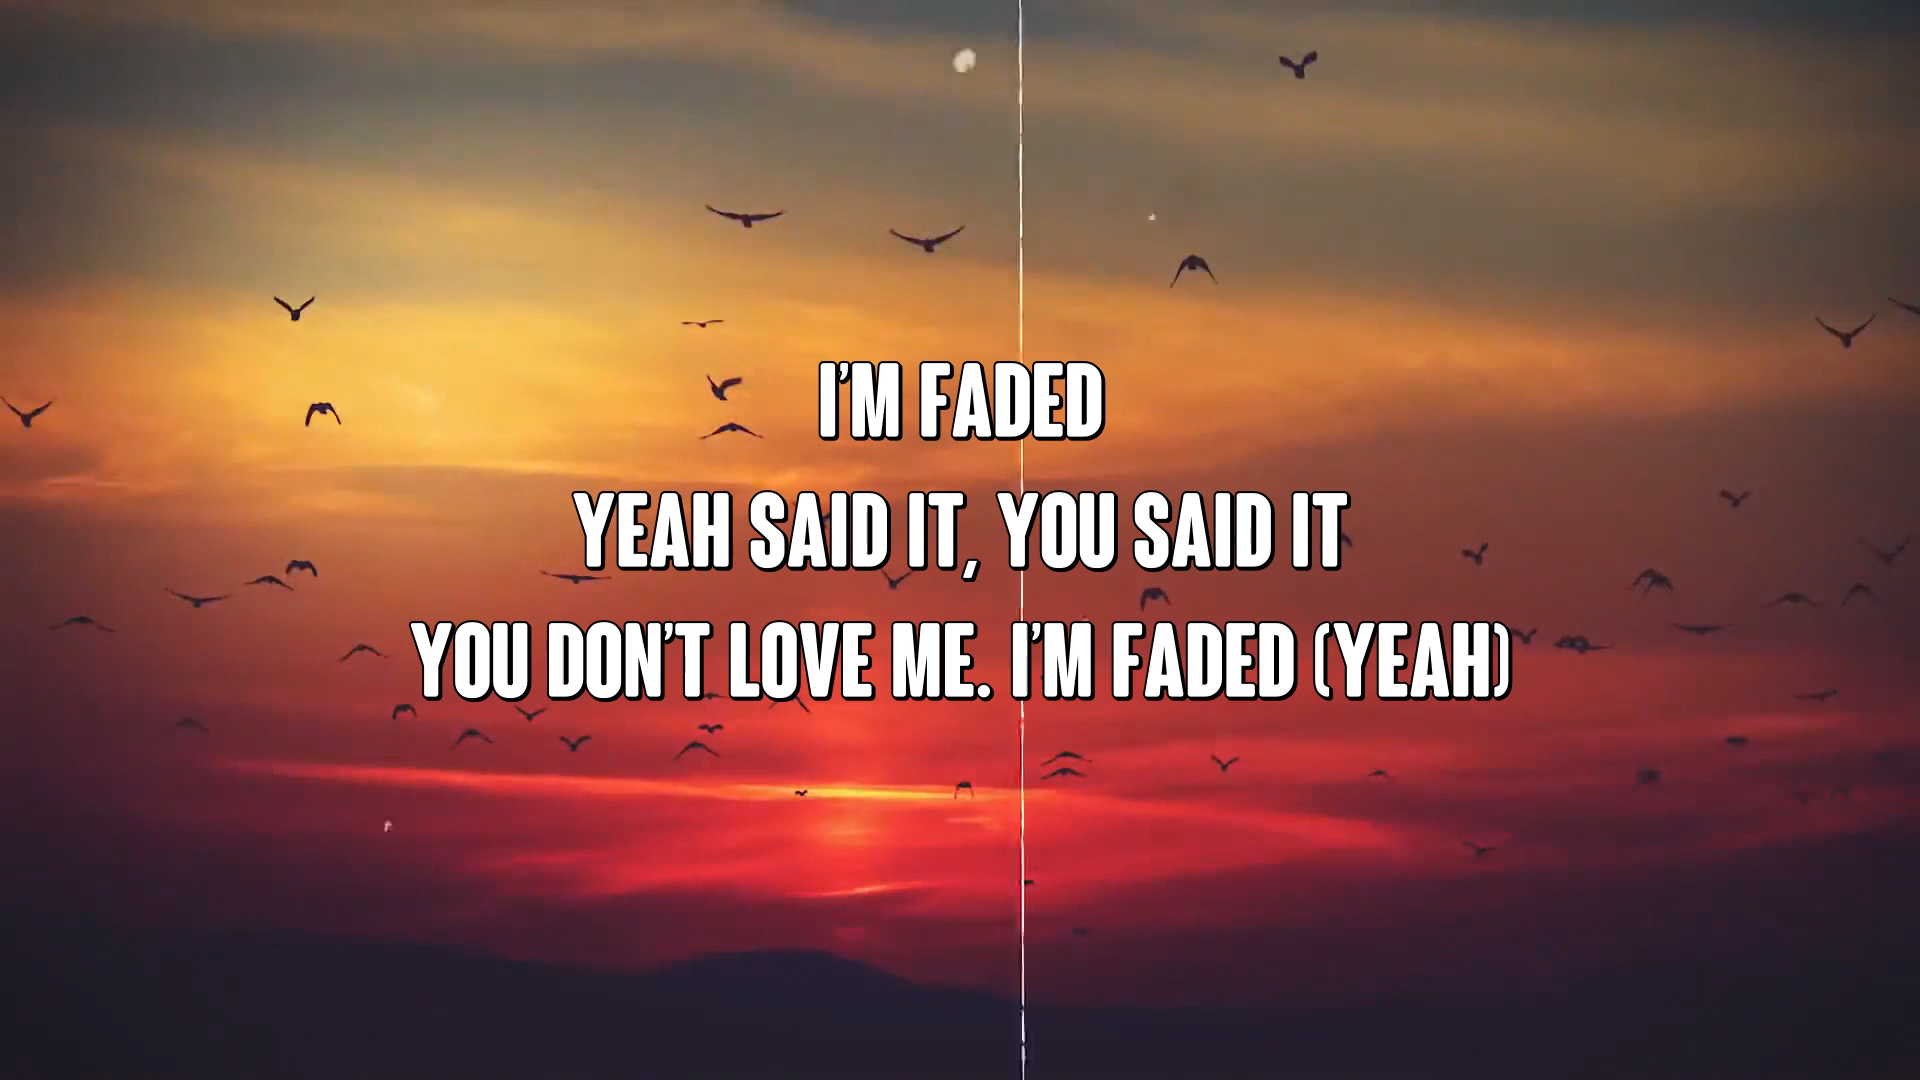 I'M FADED
YEAH SAID IT, YOU SAID IT
YOU DON'T LOVE ME. I'M FADED (YEAH)